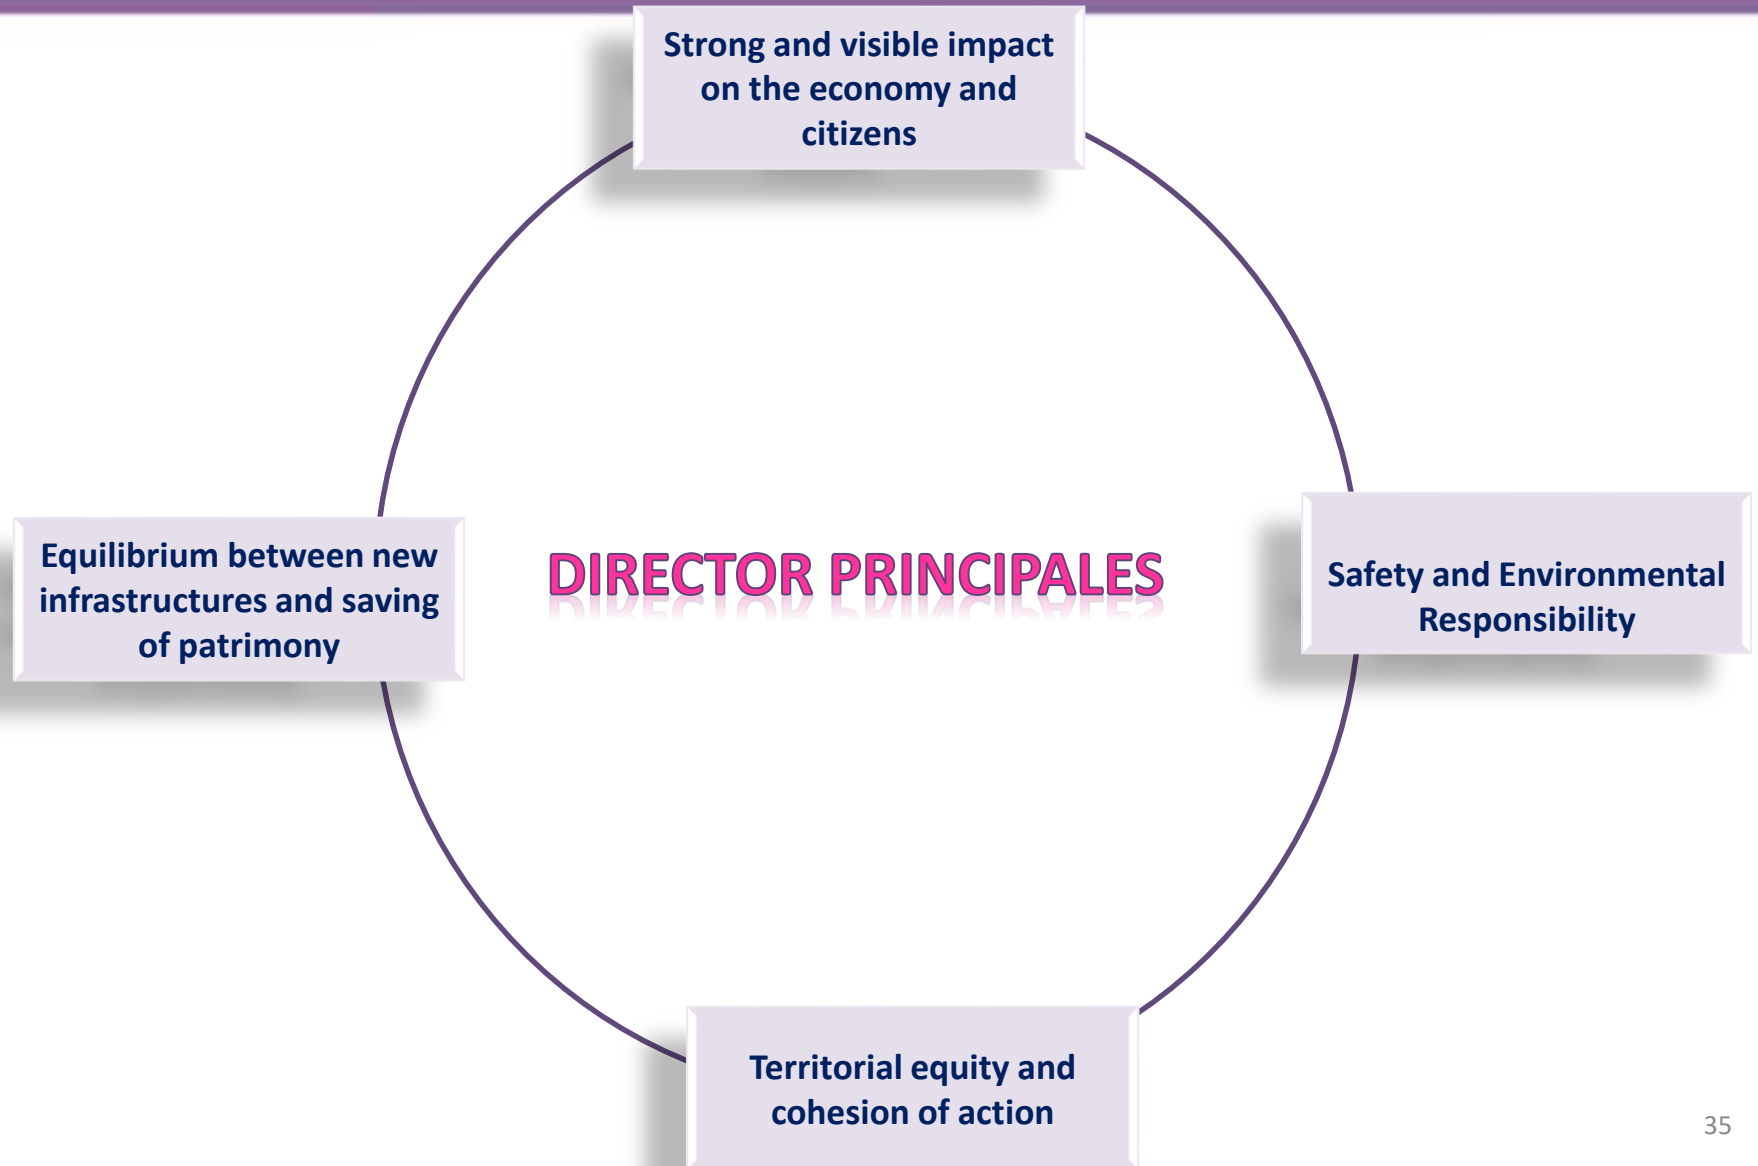 Strong and visible impact
on the economy and
citizens
Equilibrium between new
infrastructures and saving
of patrimony
DIRECTOR PRINCIPALES
Safety and Environmental
Responsibility
Territorial equity and
cohesion of action
35